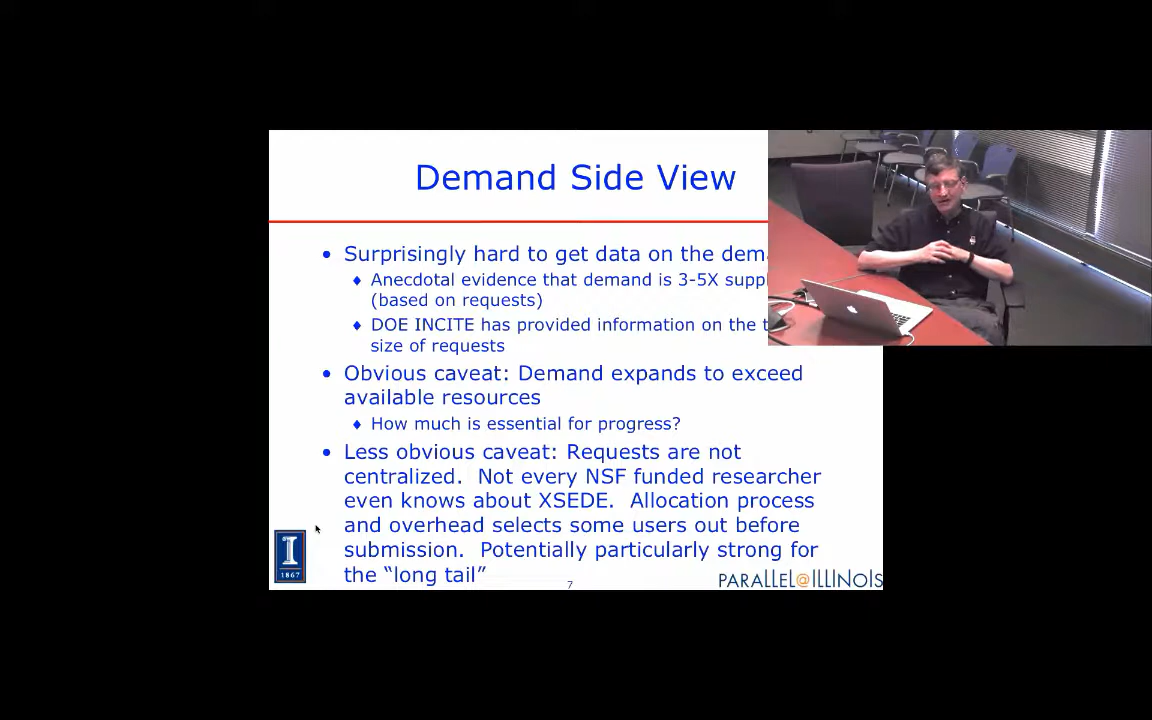 Demand Side View
• Surprisingly hard to get data on the
♦ Anecdotal evidence that demand is 3-5X
(based on requests)
♦ DOE INCITE has provided information on the
size of requests
• Obvious caveat: Demand expands to exceed
available resources
♦ How much is essential for progress?
• Less obvious caveat: Requests are not
centralized. Not every NSF funded researcher
even knows about XSEDE. Allocation process
and overhead selects some users out before
submission. Potentially particularly strong for
the “long tail”
I
1867
7
PARALLEL@ILLINOIS